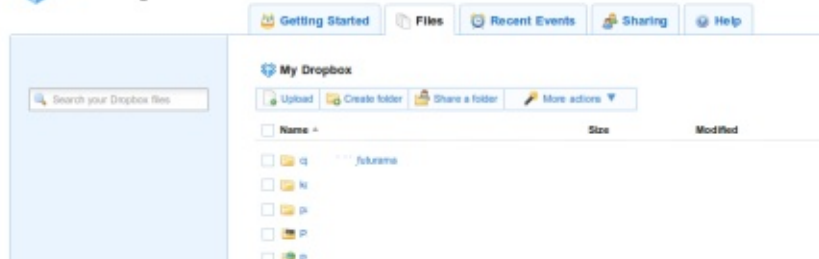 Getting Started Files Recent Events Sharing Help
My Dropbox
Search your Dropbox files
Upload Create folder Share a folder More actions
Name Size Modified
futurama